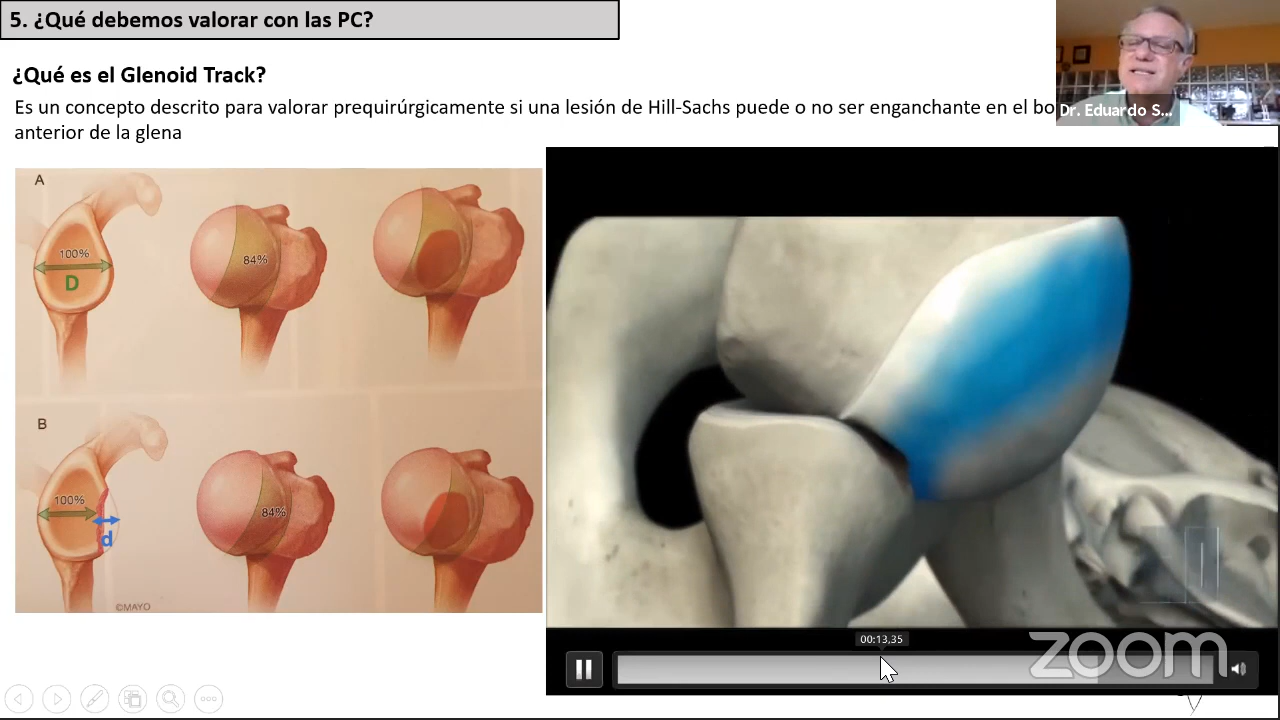 5. ¿Qué debemos valorar con las PC?
¿Qué es el Glenoid Track?
Es un concepto descrito para valorar prequirúrgicamente si una lesión de Hill-Sachs puede o no ser enganchante en el
anterior de la glena
Dr. Eduardo S...
A
100%
D
84%
B
100%
d
84%
©MAYO
00:13,35
zoom